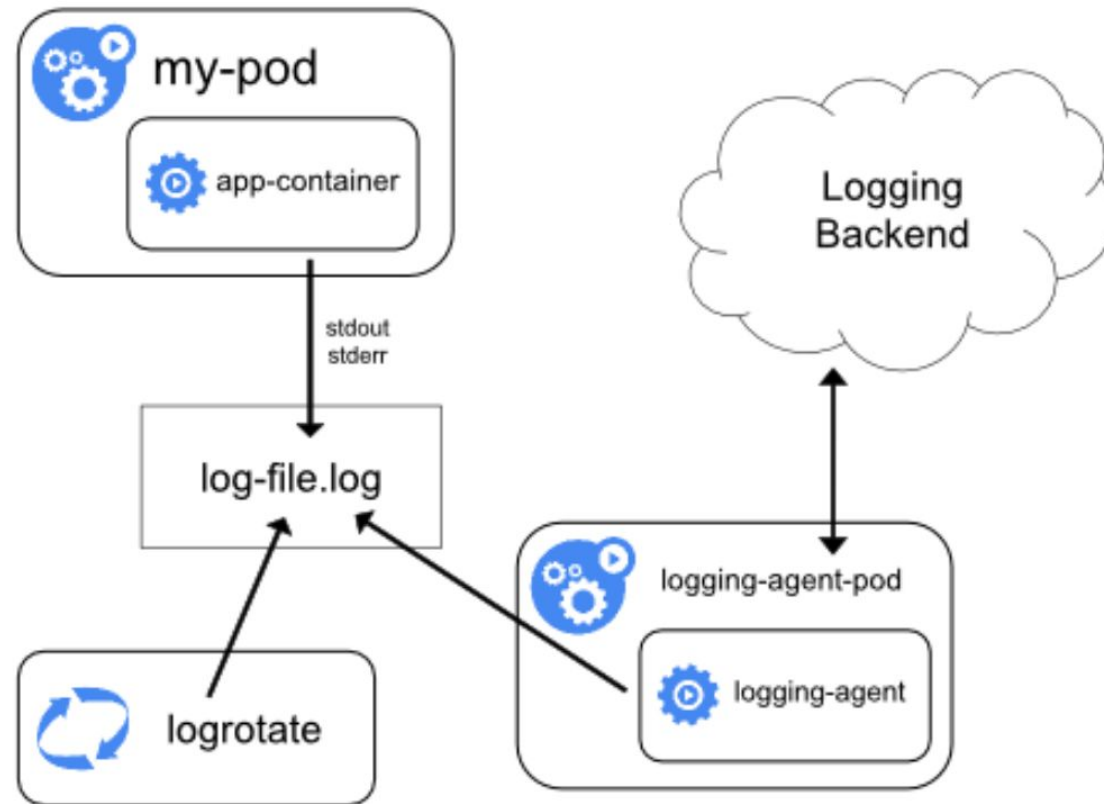 my-pod
app-container
Logging
Backend
stdout
stderr
log-file.log
logging-agent-pod
logging-agent
logrotate